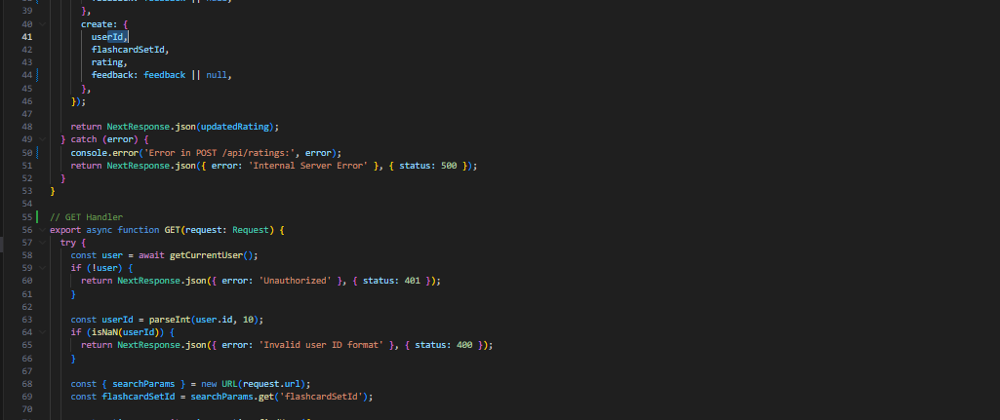 39 },
40 create: {
41 userId,
42 flashcardSetId,
43 rating,
44 feedback: feedback || null,
45 },
46 });
47
48 return NextResponse.json(updatedRating);
49 } catch (error) {
50 console.error('Error in POST /api/ratings:', error);
51 return NextResponse.json({ error: 'Internal Server Error' }, { status: 500 });
52 }
53 }
54
55 // GET Handler
56 export async function GET(request: Request) {
57 try {
58 const user = await getCurrentUser();
59 if (!user) {
60 return NextResponse.json({ error: 'Unauthorized' }, { status: 401 });
61 }
62
63 const userId = parseInt(user.id, 10);
64 if (isNaN(userId)) {
65 return NextResponse.json({ error: 'Invalid user ID format' }, { status: 400 });
66 }
67
68 const { searchParams } = new URL(request.url);
69 const flashcardSetId = searchParams.get('flashcardSetId');
70